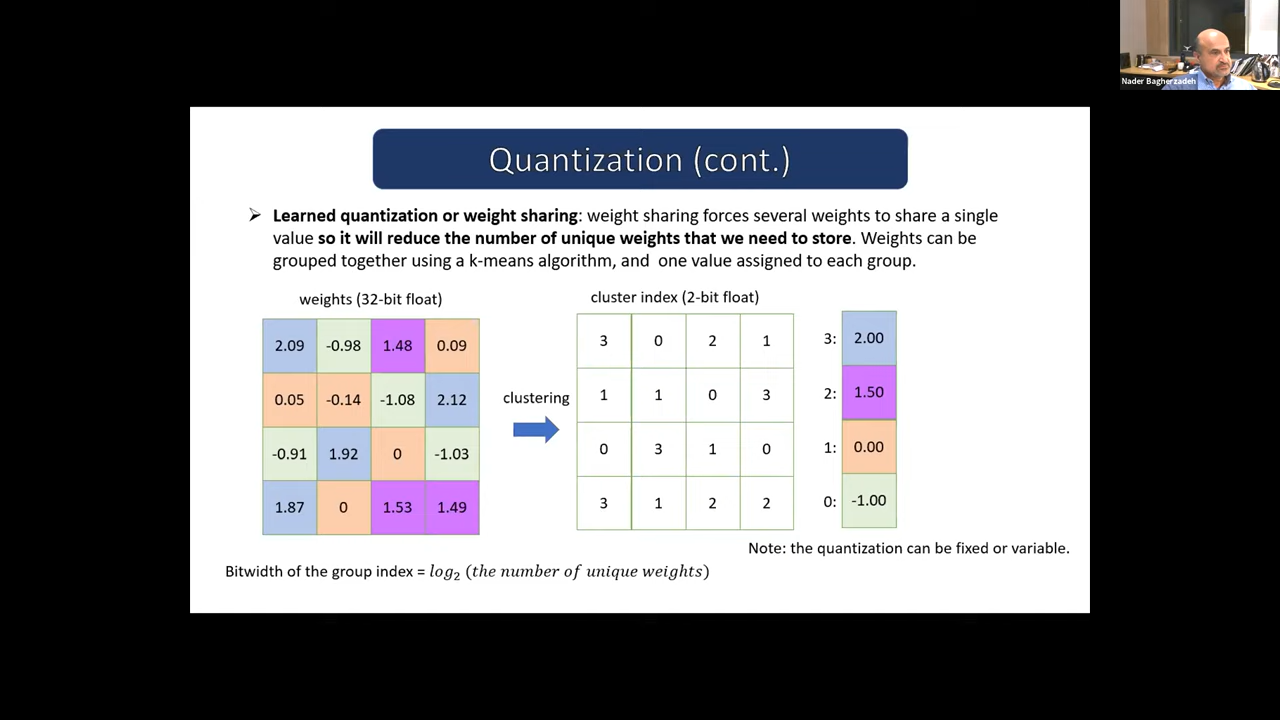 Nader Bagherzadeh
Quantization (cont.)
➢ Learned quantization or weight sharing: weight sharing forces several weights to share a single
value so it will reduce the number of unique weights that we need to store. Weights can be
grouped together using a k-means algorithm, and one value assigned to each group.
weights (32-bit float)
2.09 -0.98 1.48 0.09
0.05 -0.14 -1.08 2.12
-0.91 1.92 0 -1.03
1.87 0 1.53 1.49
clustering
cluster index (2-bit float)
3 0 2 1
1 1 0 3
0 3 1 0
3 1 2 2
3: 2.00
2: 1.50
1: 0.00
0: -1.00
Note: the quantization can be fixed or variable.
Bitwidth of the group index = log₂ (the number of unique weights)